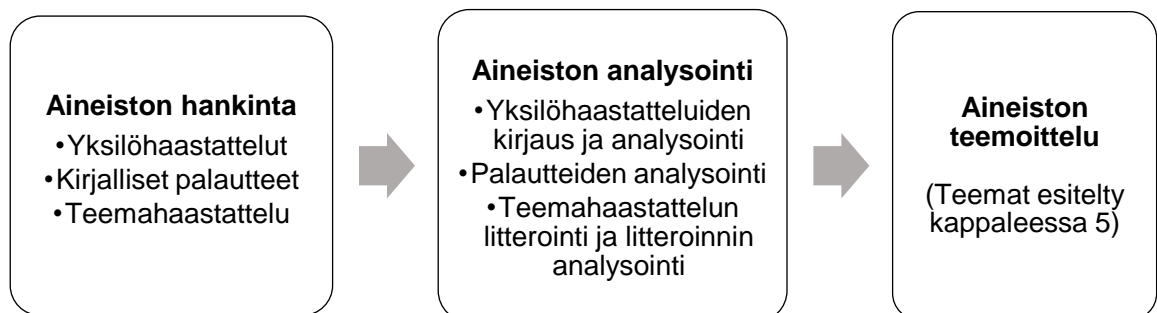 Aineiston hankinta
•Yksilöhaastattelut
•Kirjalliset palautteet
•Teemahaastattelu
Aineiston analysointi
•Yksilöhaastatteluiden
kirjaus ja analysointi
•Palautteiden analysointi
•Teemahaastattelun
litterointi ja litteroinnin
analysointi
Aineiston
teemoittelu
(Teemat esitelty
kappaleessa 5)